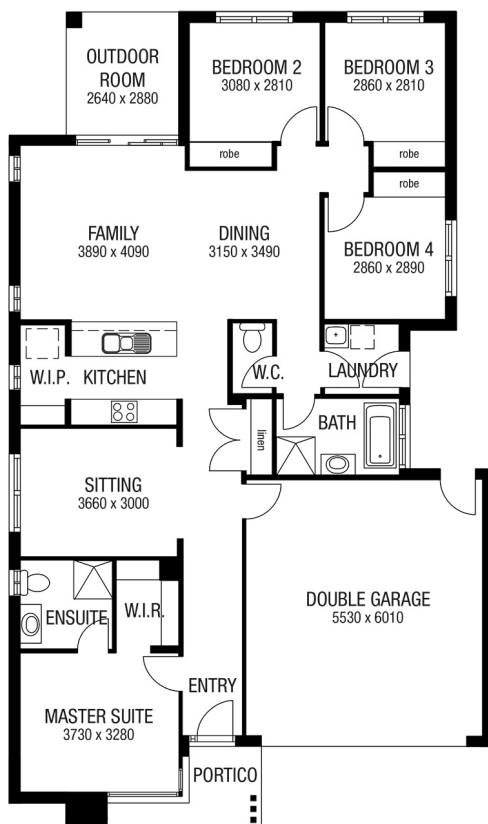 OUTDOOR
ROOM
2640 x 2880
BEDROOM 2
3080 x 2810
BEDROOM 3
2860 x 2810
robe
robe
robe
FAMILY
3890 x 4090
DINING
3150 x 3490
BEDROOM 4
2860 x 2890
W.I.P.
KITCHEN
W.C.
LAUNDRY
linen
BATH
SITTING
3660 x 3000
ENSUITE
W.I.R.
DOUBLE GARAGE
5530 x 6010
ENTRY
MASTER SUITE
3730 x 3280
PORTICO